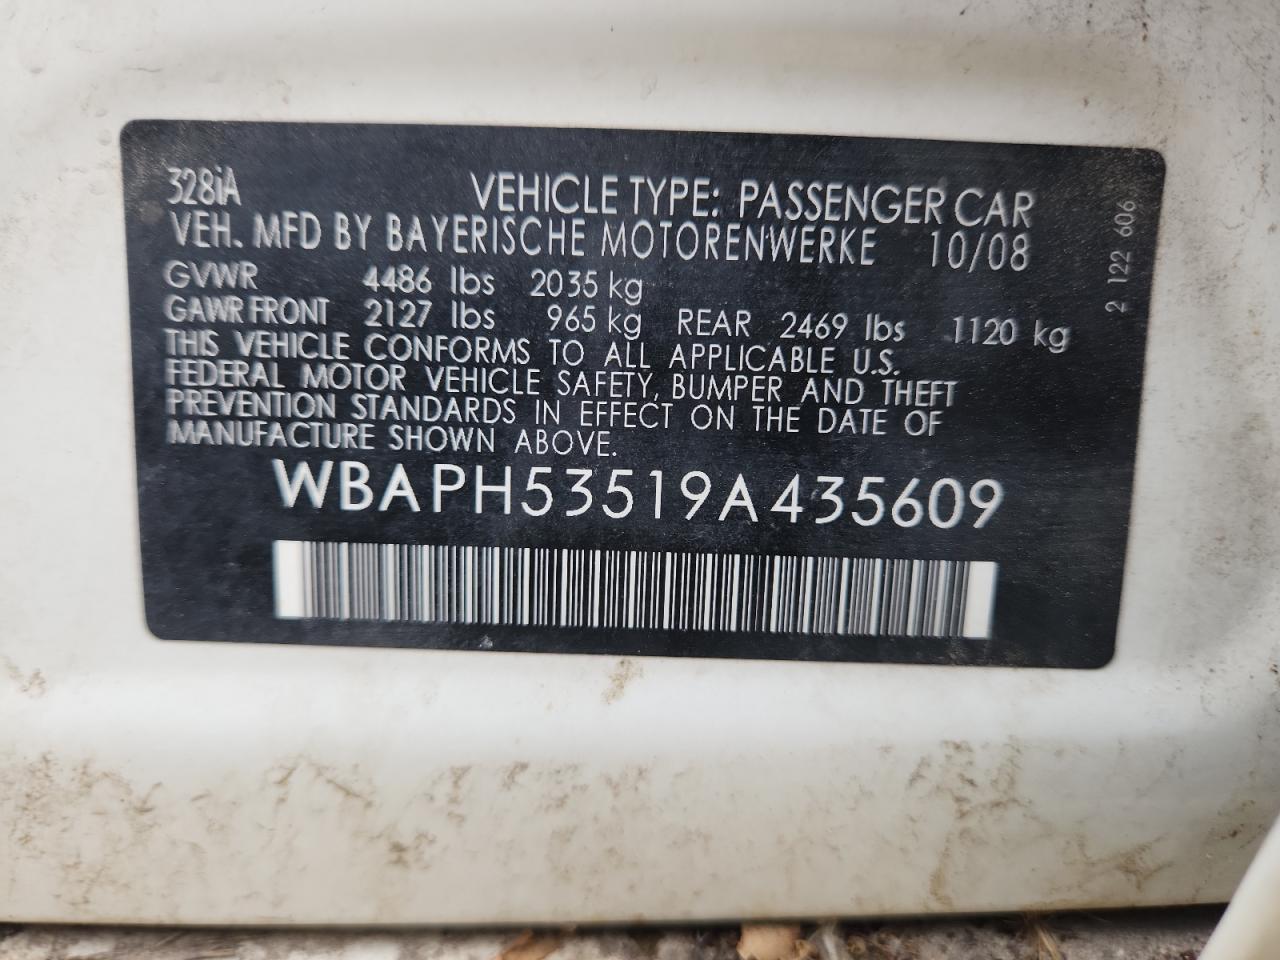 328iA VEHICLE TYPE: PASSENGER CAR
VEH. MFD BY BAYERISCHE MOTORENWERKE 10/08
GVWR 4486 lbs 2035 kg
GAWR FRONT 2127 lbs 965 kg REAR 2469 lbs 1120 kg
THIS VEHICLE CONFORMS TO ALL APPLICABLE U.S.
FEDERAL MOTOR VEHICLE SAFETY, BUMPER AND THEFT
PREVENTION STANDARDS IN EFFECT ON THE DATE OF
MANUFACTURE SHOWN ABOVE.
WBAPH53519A435609
2 122 606